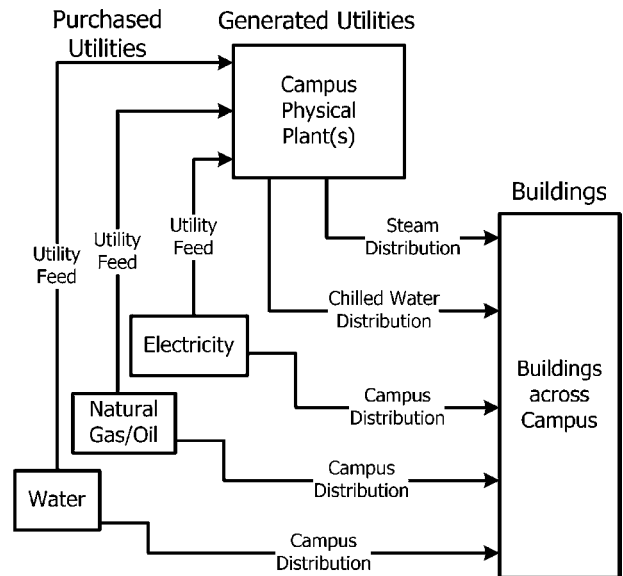 Purchased
Utilities
Generated Utilities
Campus
Physical
Plant(s)
Buildings
Utility
Feed
Utility
Feed
Utility
Feed
Steam
Distribution
Chilled Water
Distribution
Electricity
Campus
Distribution
Buildings
across
Campus
Natural
Gas/Oil
Campus
Distribution
Water
Campus
Distribution